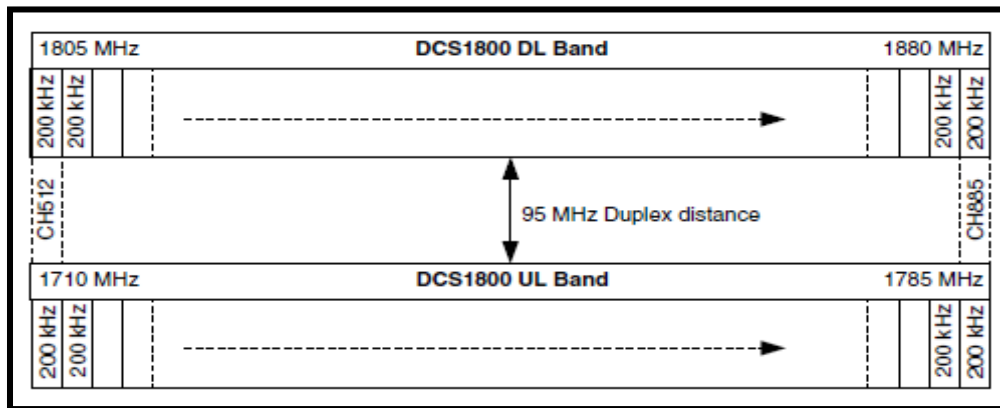 1805 MHz DCS1800 DL Band 1880 MHz
200 kHz 200 kHz 200 kHz 200 kHz
CH512 95 MHz Duplex distance CH885
1710 MHz DCS1800 UL Band 1785 MHz
200 kHz 200 kHz 200 kHz 200 kHz